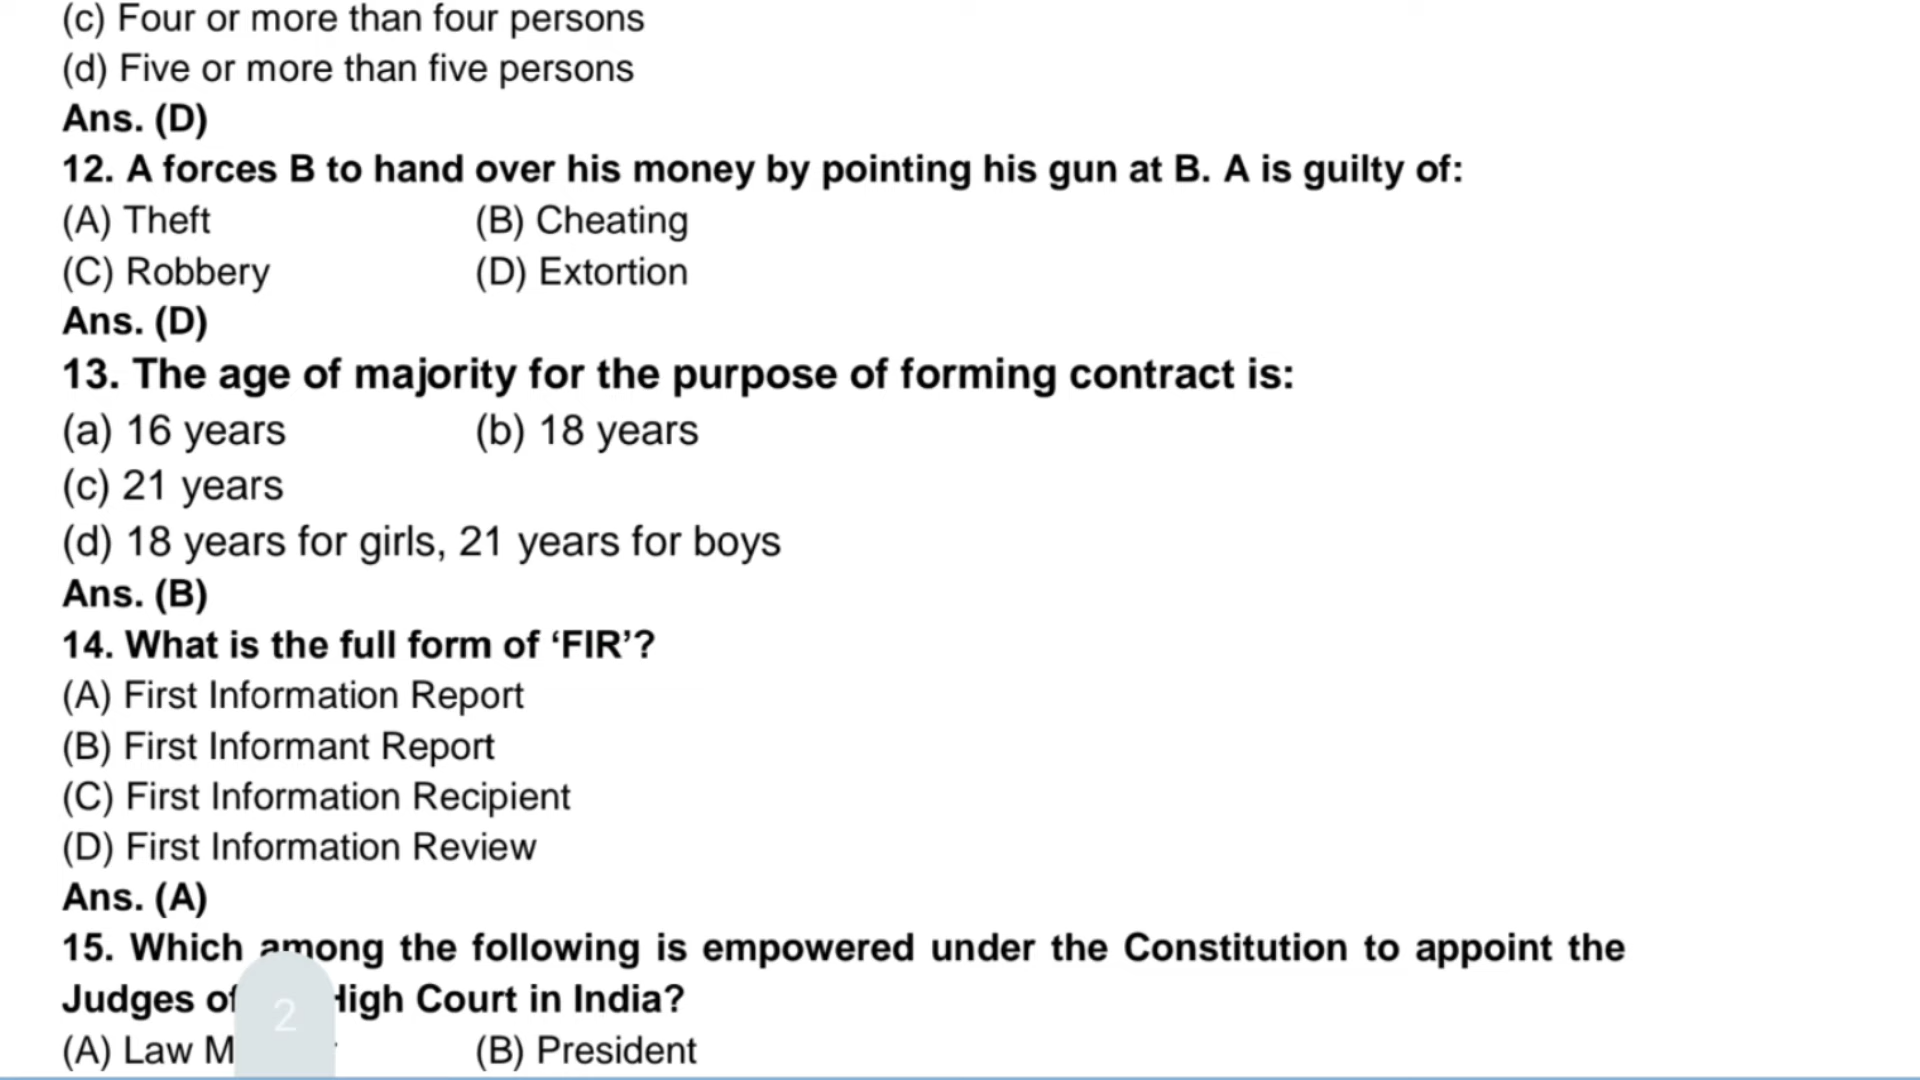 (c) Four or more than four persons
(d) Five or more than five persons
Ans. (D)
12. A forces B to hand over his money by pointing his gun at B. A is guilty of:
(A) Theft (B) Cheating
(C) Robbery (D) Extortion
Ans. (D)
13. The age of majority for the purpose of forming contract is:
(a) 16 years (b) 18 years
(c) 21 years
(d) 18 years for girls, 21 years for boys
Ans. (B)
14. What is the full form of ‘FIR’?
(A) First Information Report
(B) First Informant Report
(C) First Information Recipient
(D) First Information Review
Ans. (A)
15. Which among the following is empowered under the Constitution to appoint the
Judges of 2 High Court in India?
(A) Law (B) President